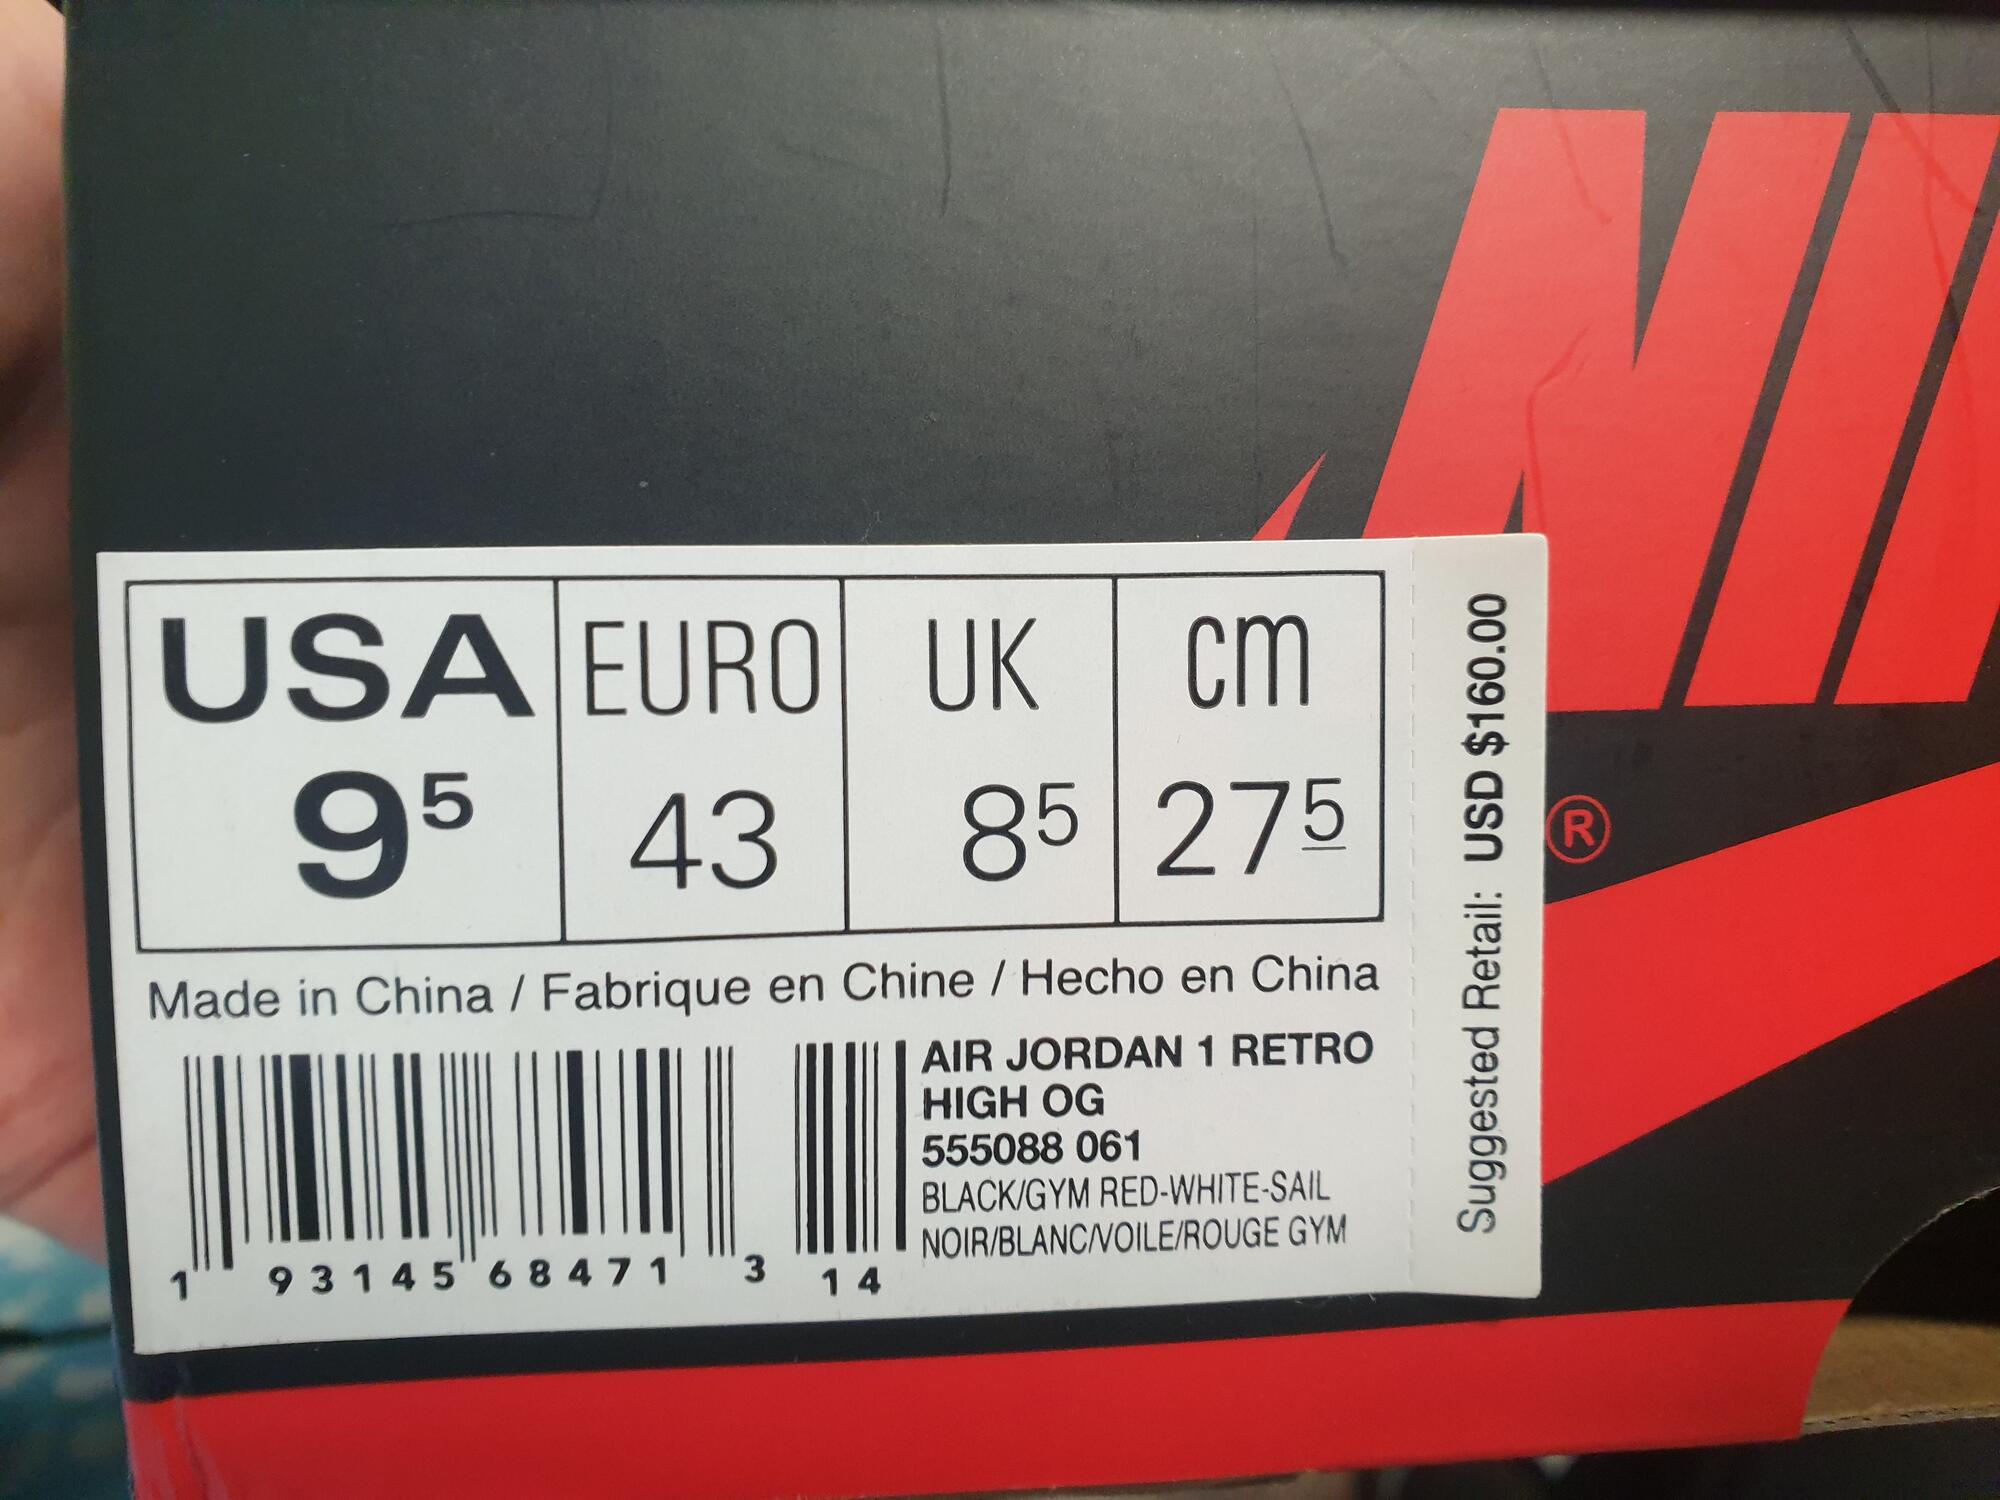 USA EURO UK cm
9⁵ 43 8⁵ 27⁵
Made in China / Fabrique en Chine / Hecho en China
AIR JORDAN 1 RETRO
HIGH OG
555088 061
BLACK/GYM RED-WHITE-SAIL
NOIR/BLANC/VOILE/ROUGE GYM
1 93145 68471 3 14
Suggested Retail: USD $160.00
®